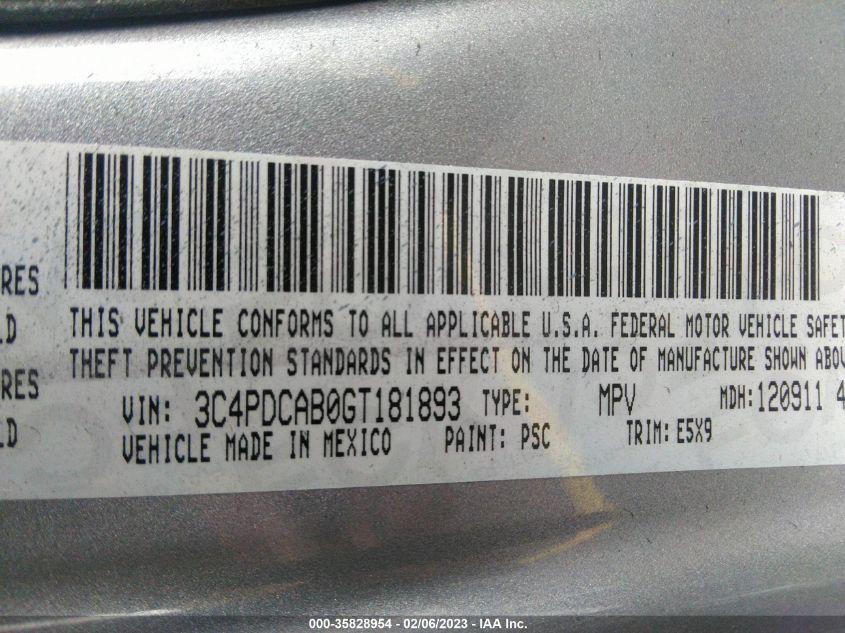 RES
THIS VEHICLE CONFORMS TO ALL APPLICABLE U.S.A. FEDERAL MOTOR VEHICLE SAFET
LD
THEFT PREVENTION STANDARDS IN EFFECT ON THE DATE OF MANUFACTURE SHOWN ABOV
RES
VIN: 3C4PDCAB0GT181893 TYPE: MPV MDH:120911 4
LD
VEHICLE MADE IN MEXICO PAINT: PSC TRIM: E5X9
000-35828954 - 02/06/2023 - IAA Inc.